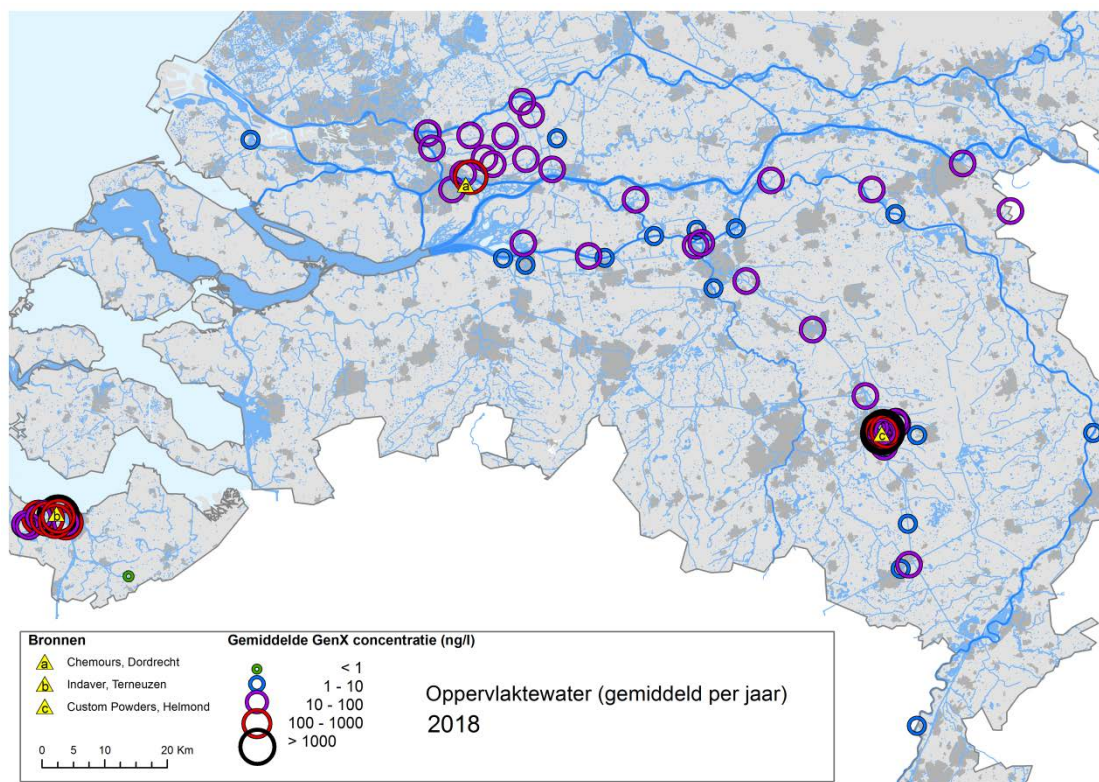 a
c
b
Bronnen
a Chemours, Dordrecht
b Indaver, Terneuzen
c Custom Powders, Helmond
0 5 10 20 Km
Gemiddelde GenX concentratie (ng/l)
< 1
1 - 10
10 - 100
100 - 1000
> 1000
Oppervlaktewater (gemiddeld per jaar)
2018